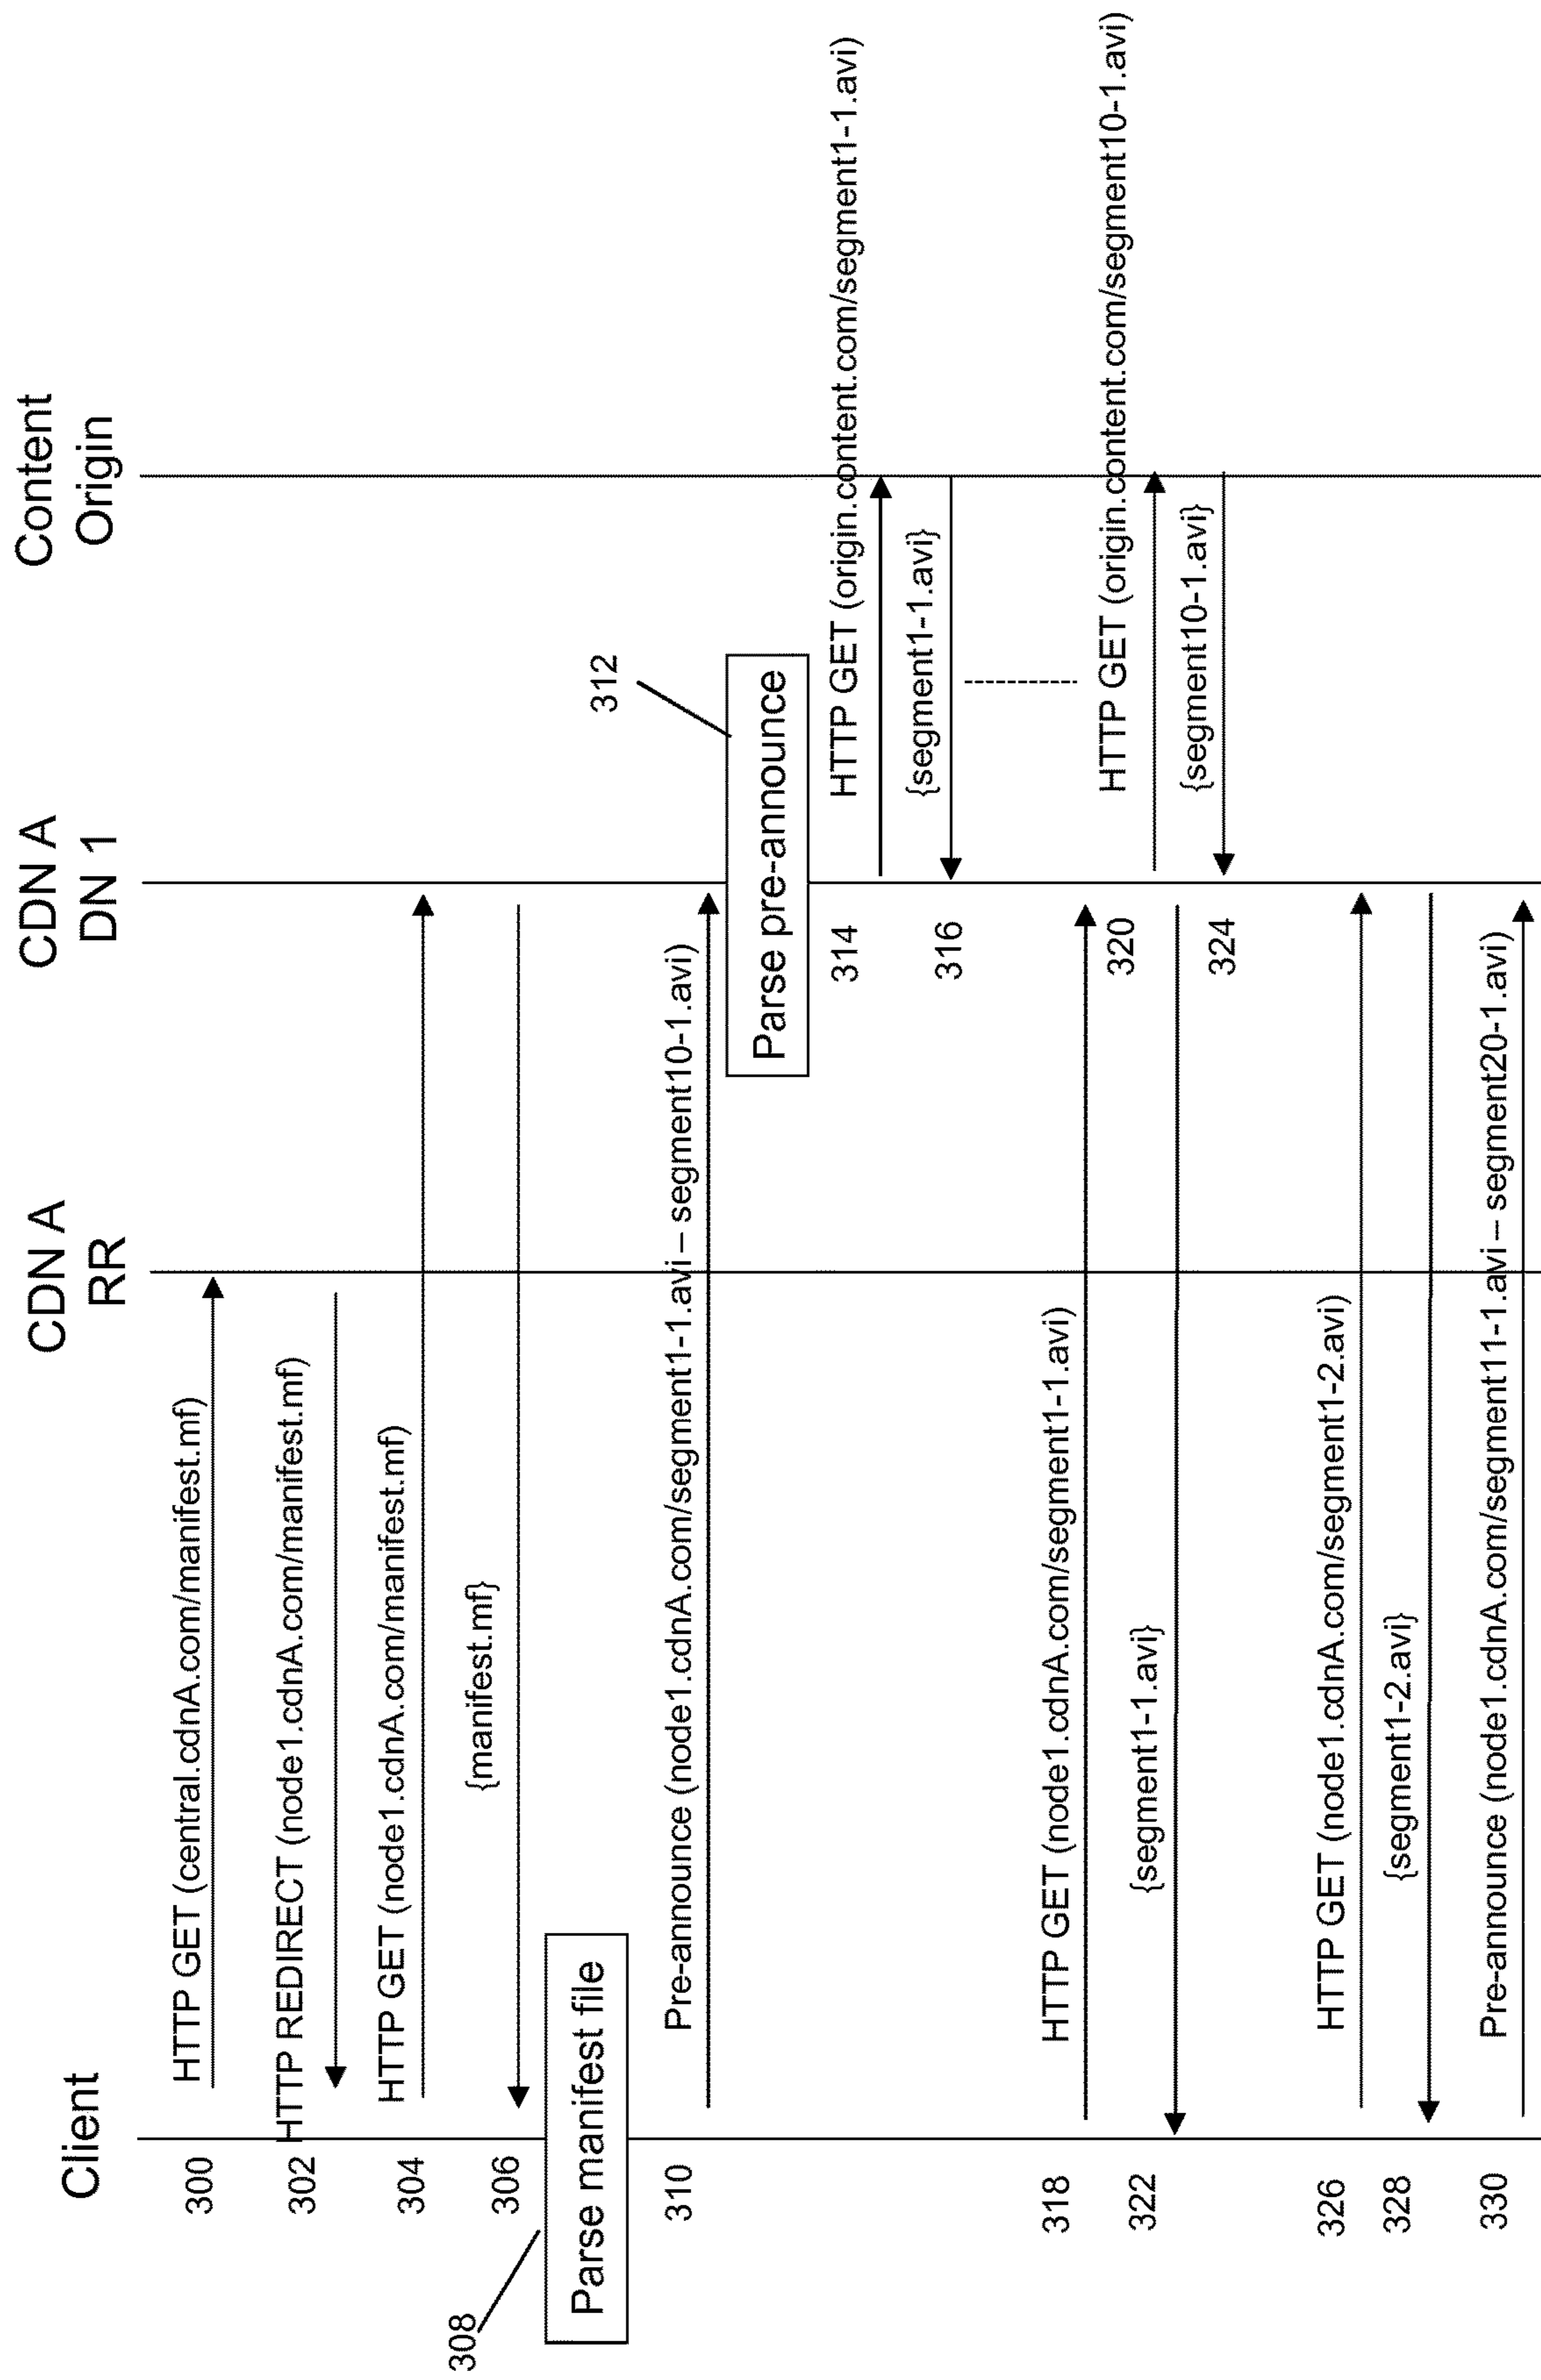 Client
CDN A
RR
CDN A
DN 1
Content
Origin
300
HTTP GET (central.cdnA.com/manifest.mf)
302
HTTP REDIRECT (node1.cdnA.com/manifest.mf)
304
HTTP GET (node1.cdnA.com/manifest.mf)
306
{manifest.mf}
308
Parse manifest file
310
Pre-announce (node1.cdnA.com/segment1-1.avi – segment10-1.avi)
312
Parse pre-announce
314
HTTP GET (origin.content.com/segment1-1.avi)
316
{segment1-1.avi}
318
HTTP GET (node1.cdnA.com/segment1-1.avi)
320
HTTP GET (origin.content.com/segment10-1.avi)
322
{segment1-1.avi}
324
{segment10-1.avi}
326
HTTP GET (node1.cdnA.com/segment1-2.avi)
328
{segment1-2.avi}
330
Pre-announce (node1.cdnA.com/segment11-1.avi – segment20-1.avi)